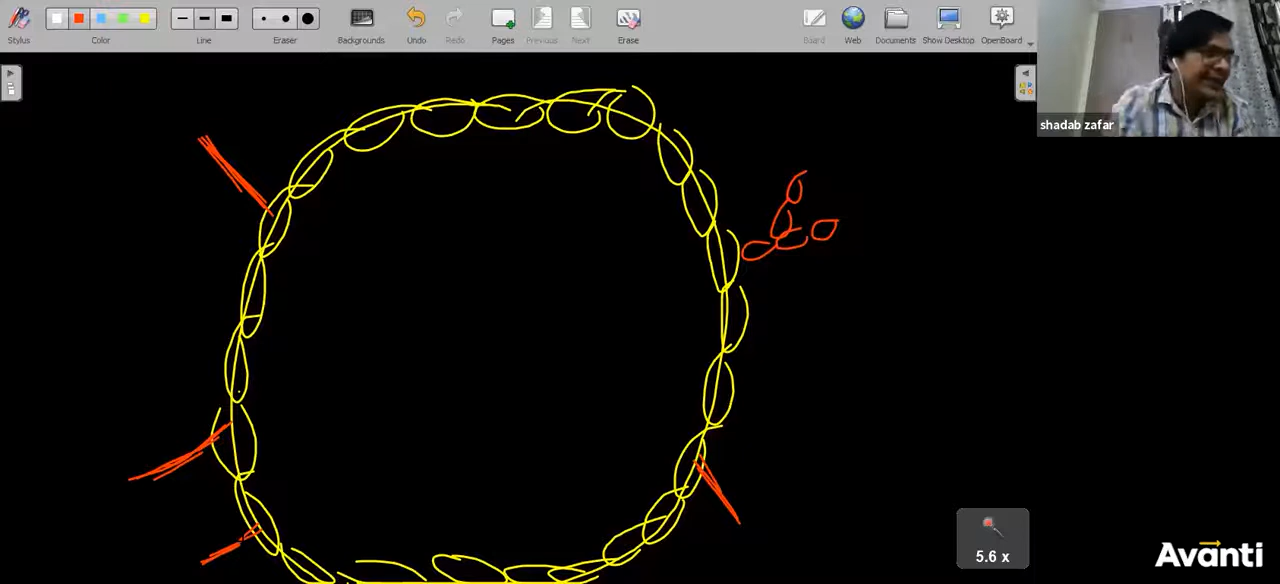 Stylus
Color
Line
Eraser
Backgrounds
Undo
Redo
Pages
Previous
Next
Erase
Board
Web
Documents
Show Desktop
OpenBoard
shadab zafar
5.6 x
Avanti